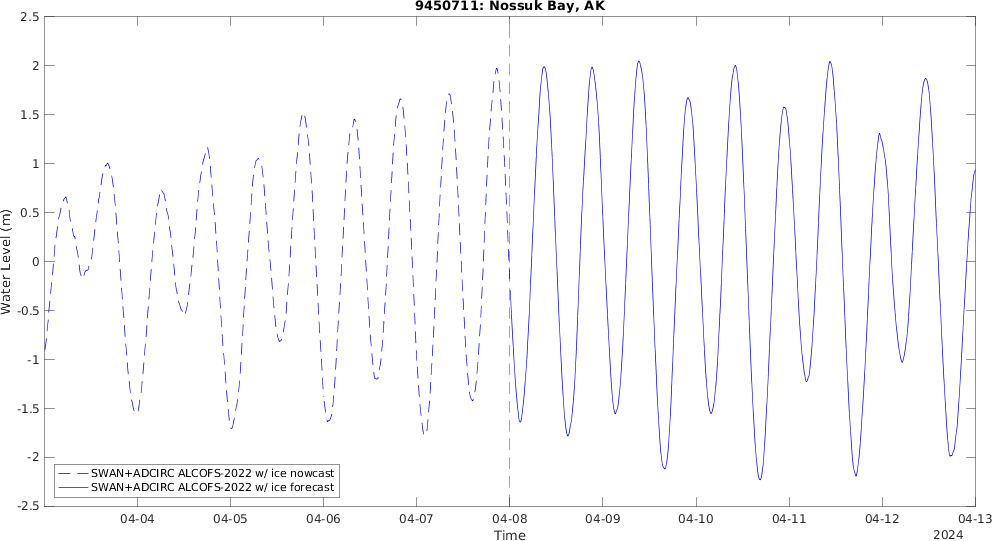 9450711: Nossuk Bay, AK
Water Level (m)
2.5
2
1.5
1
0.5
0
-0.5
-1
-1.5
-2
-2.5
SWAN+ADCIRC ALCOFS-2022 w/ ice nowcast
SWAN+ADCIRC ALCOFS-2022 w/ ice forecast
04-04 04-05 04-06 04-07 04-08 04-09 04-10 04-11 04-12 04-13
Time
2024